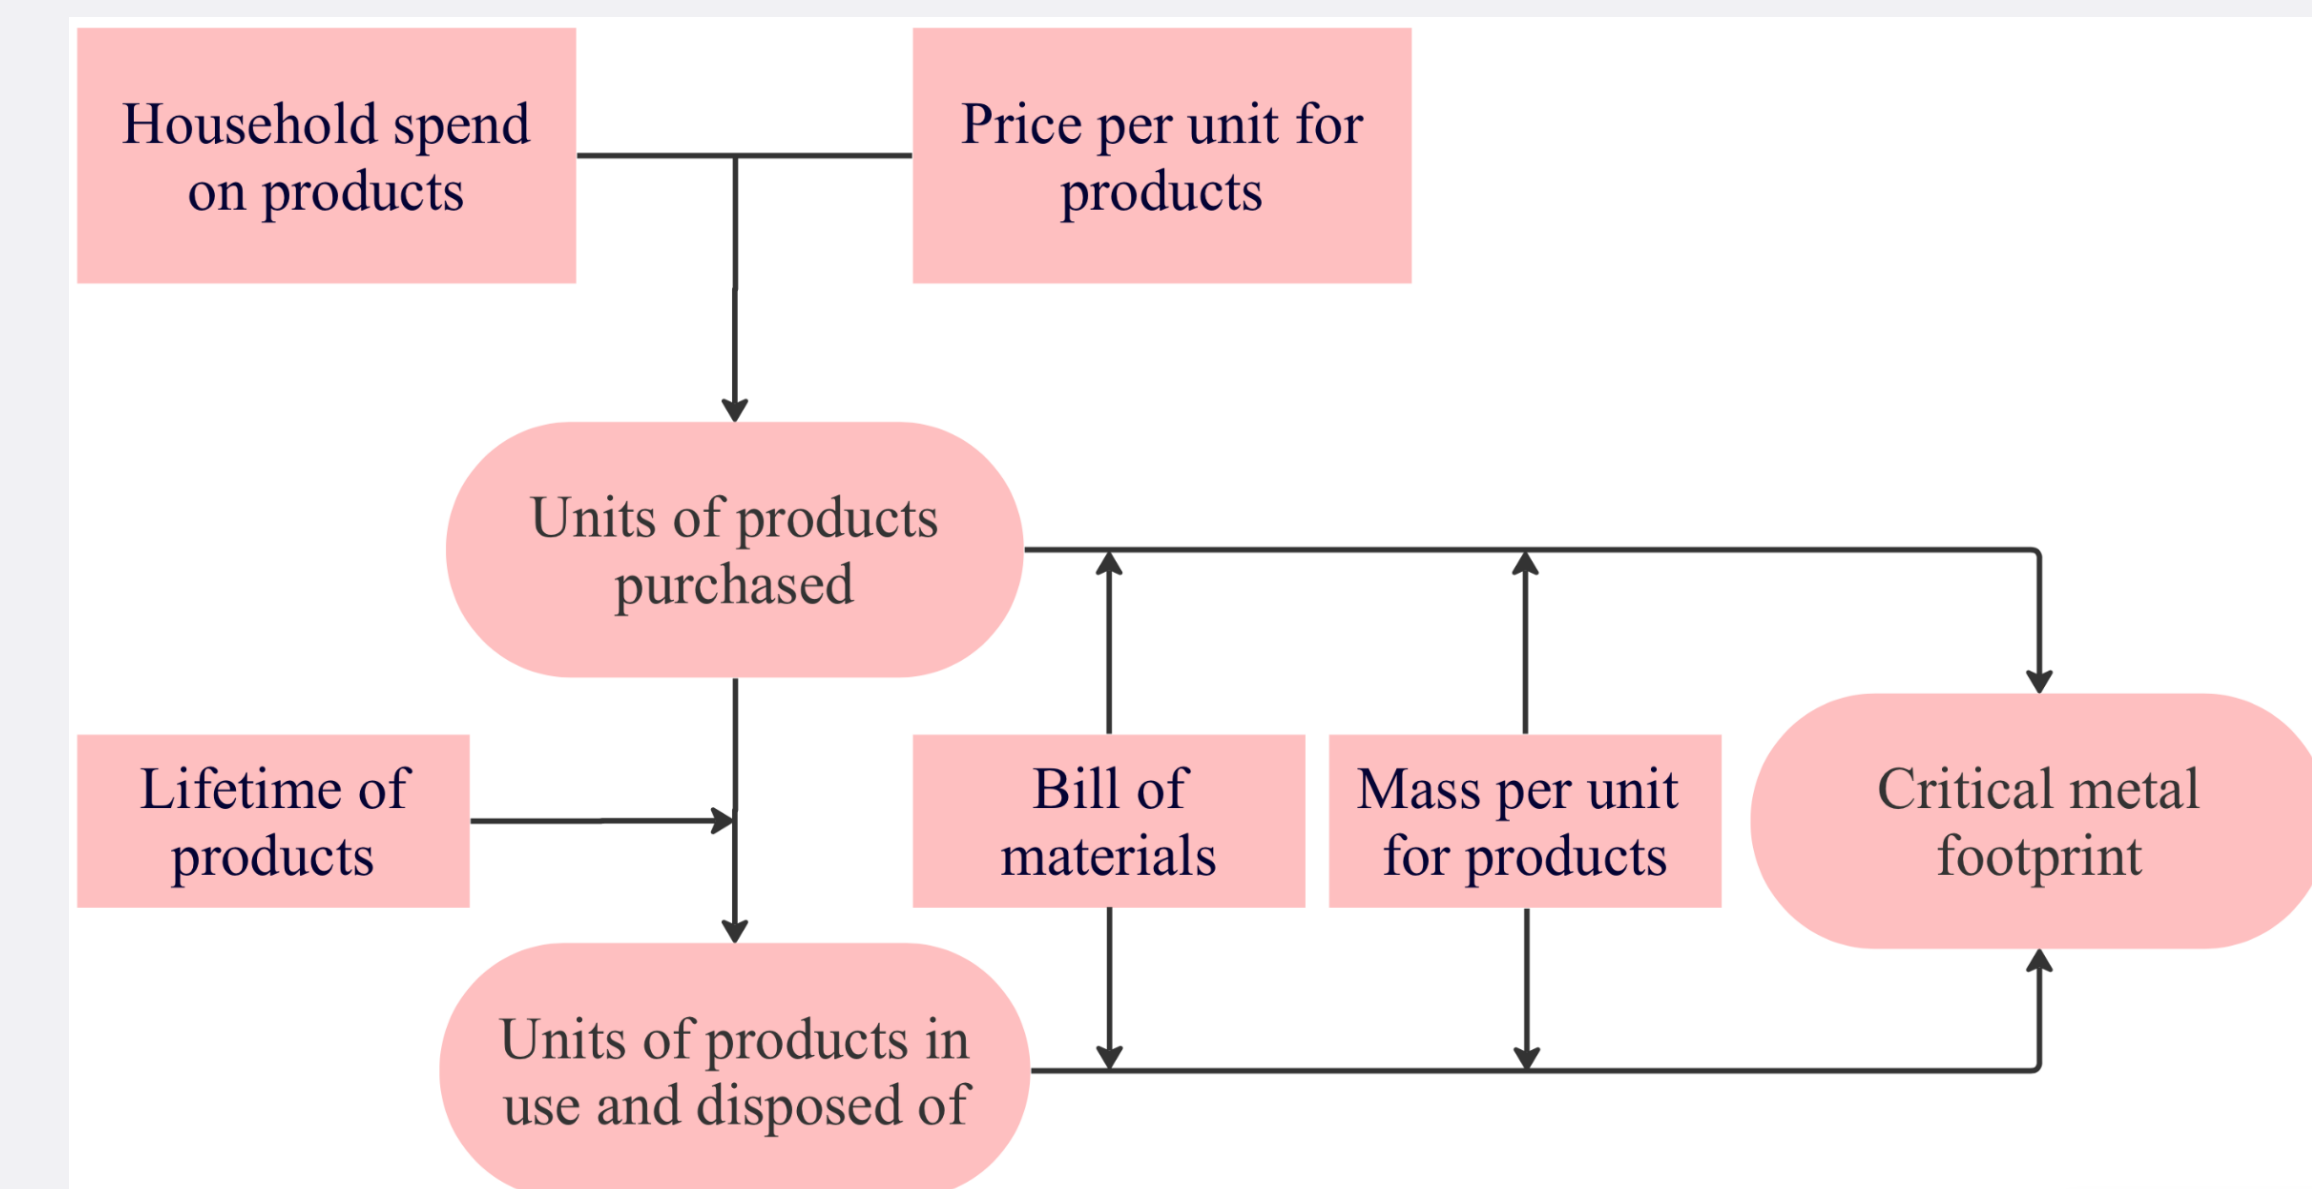 Household spend
on products
Price per unit for
products
Units of products
purchased
Lifetime of
products
Bill of
materials
Mass per unit
for products
Critical metal
footprint
Units of products in
use and disposed of